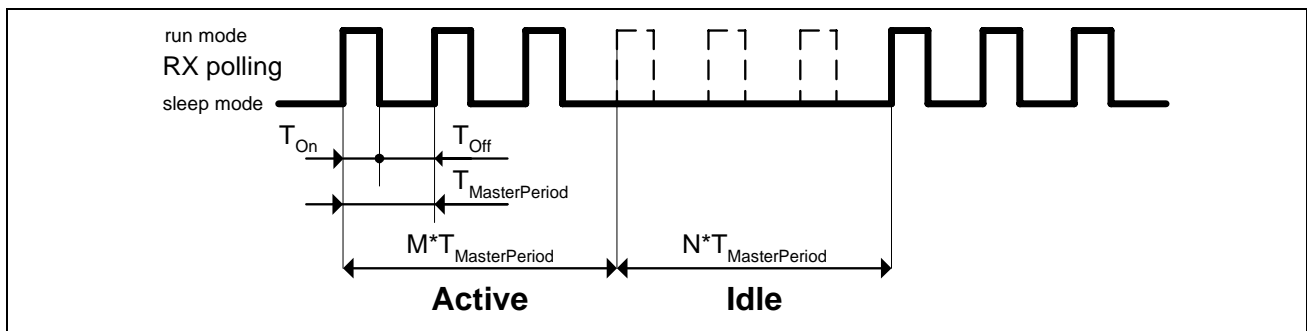 run mode
RX polling
sleep mode
TOn TOff
TMasterPeriod
M*TMasterPeriod N*TMasterPeriod
Active Idle